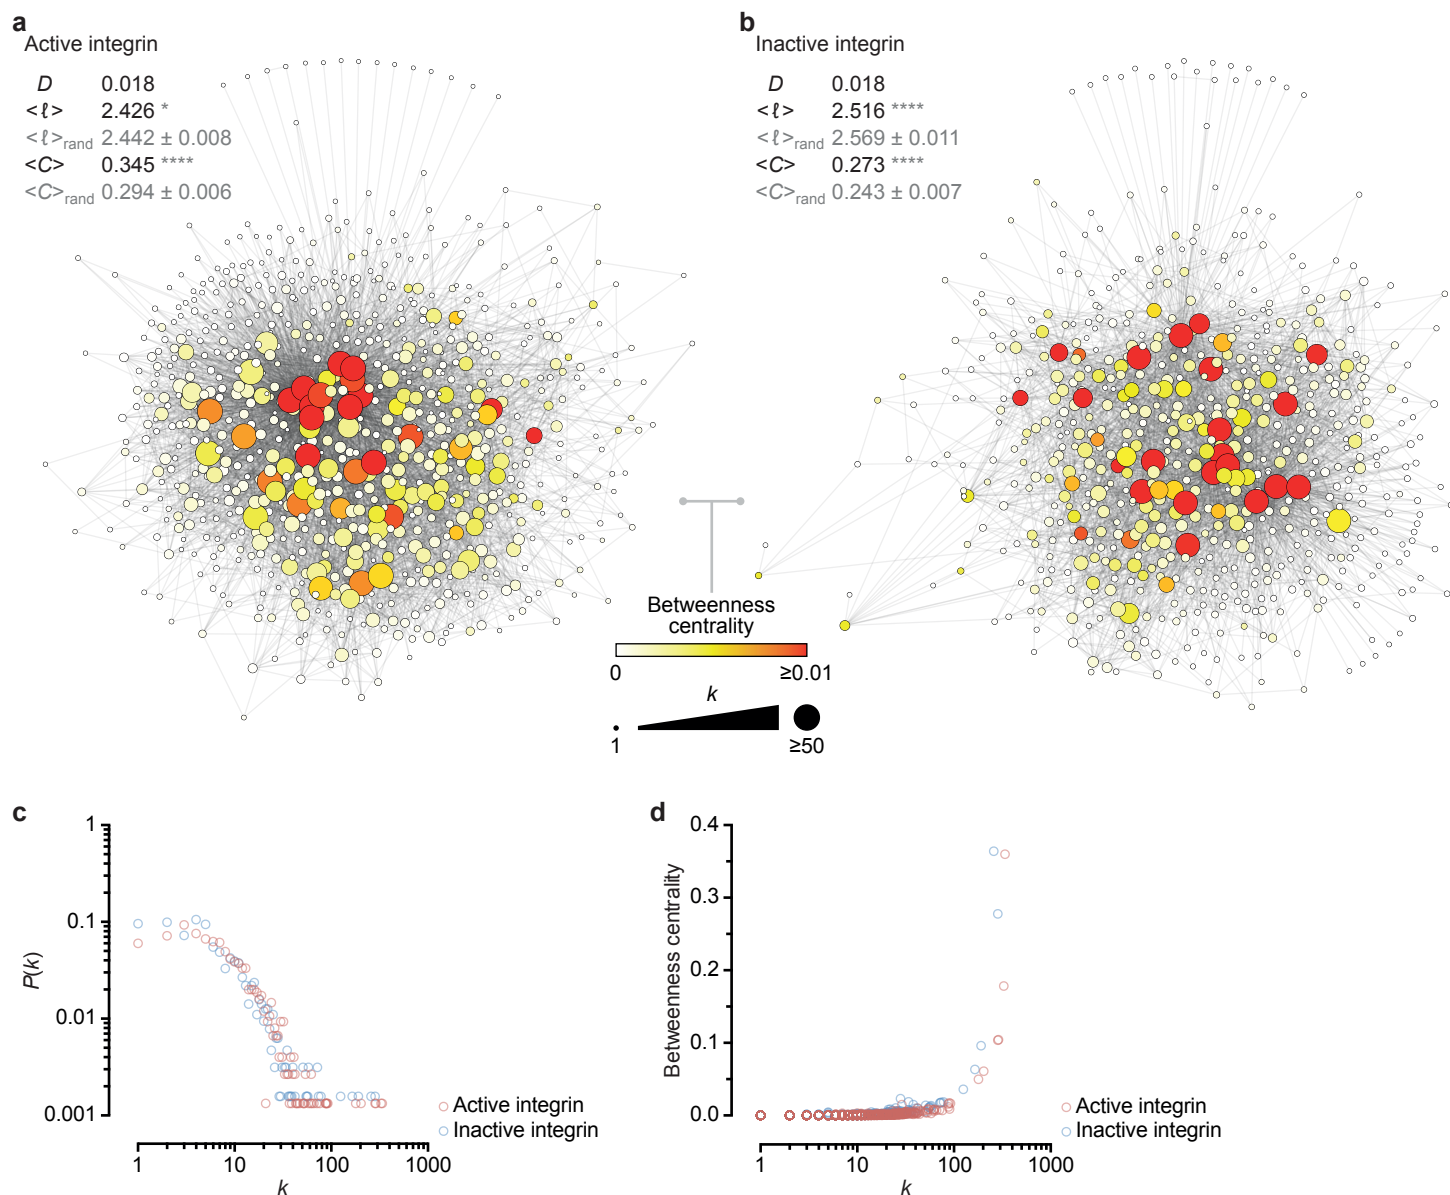 a
Active integrin
D 0.018
<ℓ> 2.426 *
<ℓ>rand 2.442 ± 0.008
<C> 0.345 ****
<C>rand 0.294 ± 0.006
b
Inactive integrin
D 0.018
<ℓ> 2.516 ****
<ℓ>rand 2.569 ± 0.011
<C> 0.273 ****
<C>rand 0.243 ± 0.007
Betweenness
centrality
0 ≥0.01
k
1 ≥50
c
1
0.1
0.01
0.001
P(k)
1 10 100 1000
k
Active integrin
Inactive integrin
d
0.4
0.3
0.2
0.1
0.0
Betweenness centrality
1 10 100 1000
k
Active integrin
Inactive integrin